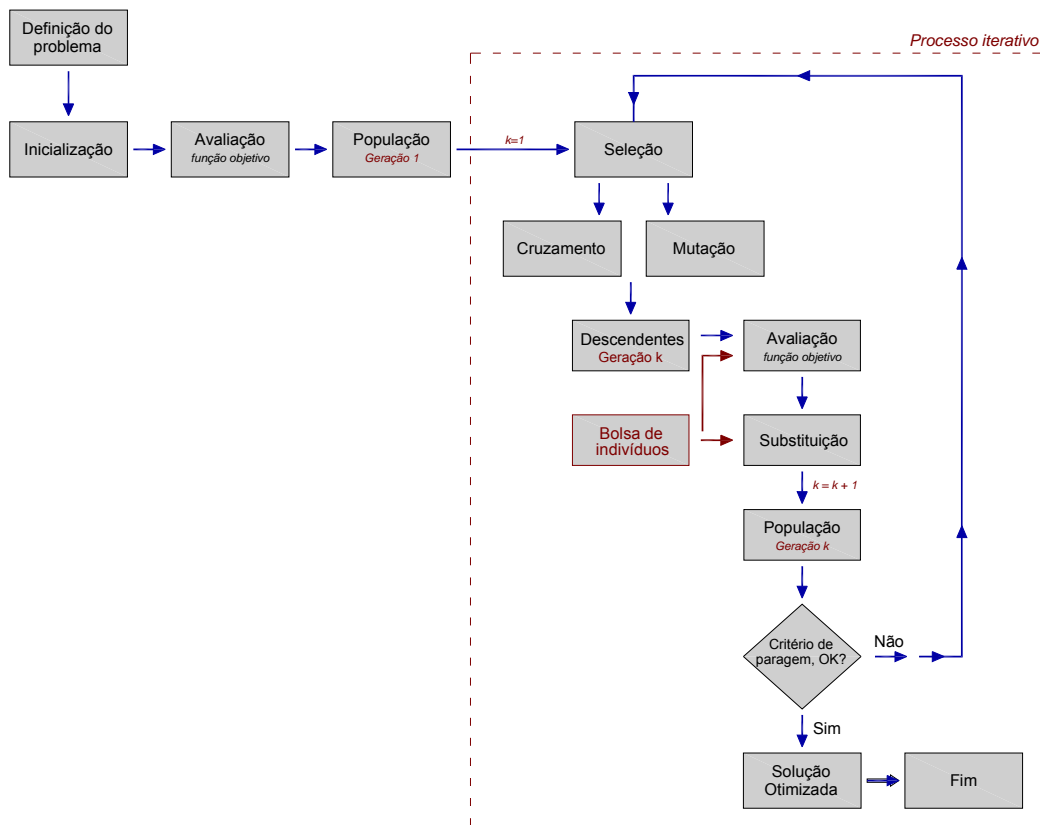 Definição do
problema
Processo iterativo
Inicialização
Avaliação
função objetivo
População
Geração 1
k=1
Seleção
Cruzamento
Mutação
Descendentes
Geração k
Avaliação
função objetivo
Bolsa de
indivíduos
Substituição
k = k + 1
População
Geração k
Critério de
paragem, OK?
Não
Sim
Solução
Otimizada
Fim